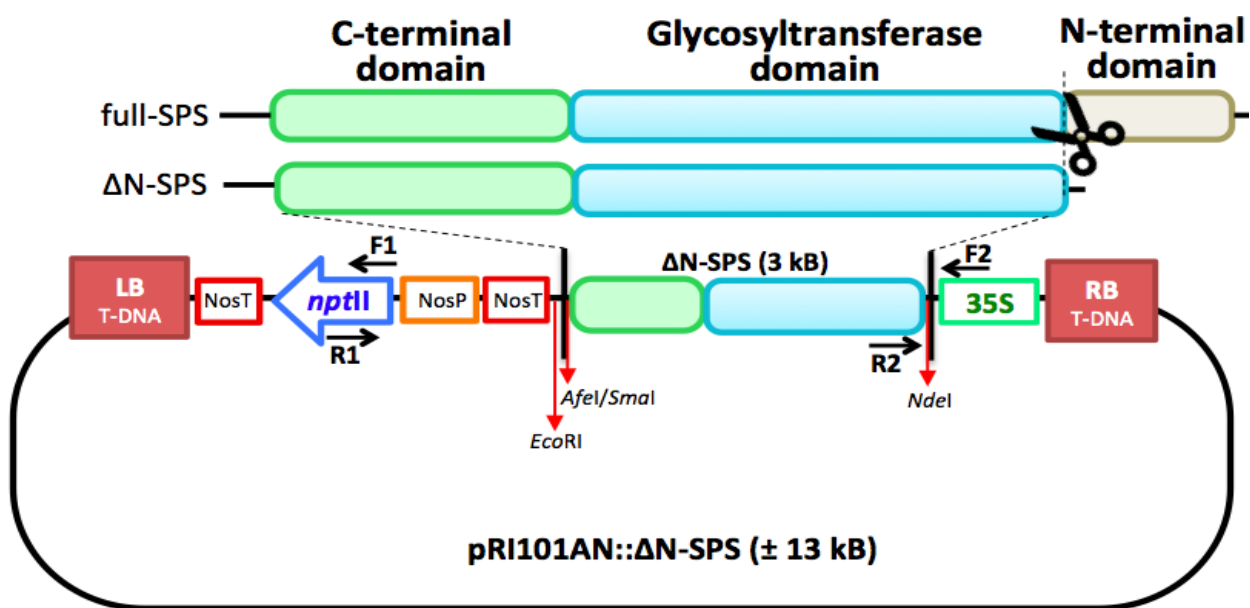 C-terminal
domain
Glycosyltransferase
domain
N-terminal
domain
full-SPS
ΔN-SPS
LB
T-DNA
NosT
nptII
F1
R1
NosP
NosT
ΔN-SPS (3 kB)
R2
F2
35S
RB
T-DNA
AfeI/SmaI
EcoRI
NdeI
pRI101AN::ΔN-SPS (± 13 kB)